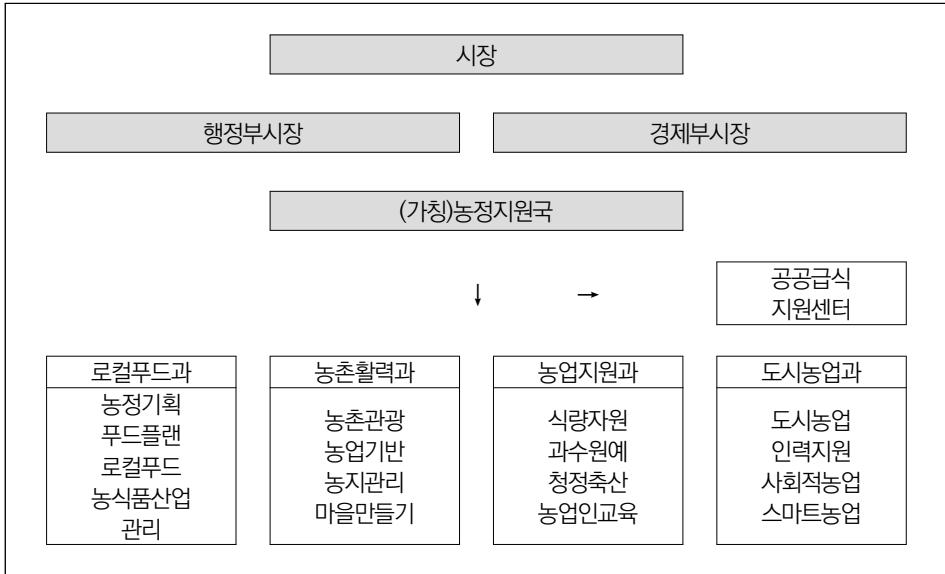 시장
행정부시장
경제부시장
(가칭)농정지원국
↓ →
공공급식
지원센터
로컬푸드과
농정기획
푸드플랜
로컬푸드
농식품산업
관리
농촌활력과
농촌관광
농업기반
농지관리
마을만들기
농업지원과
식량자원
과수원예
청정축산
농업인교육
도시농업과
도시농업
인력지원
사회적농업
스마트농업